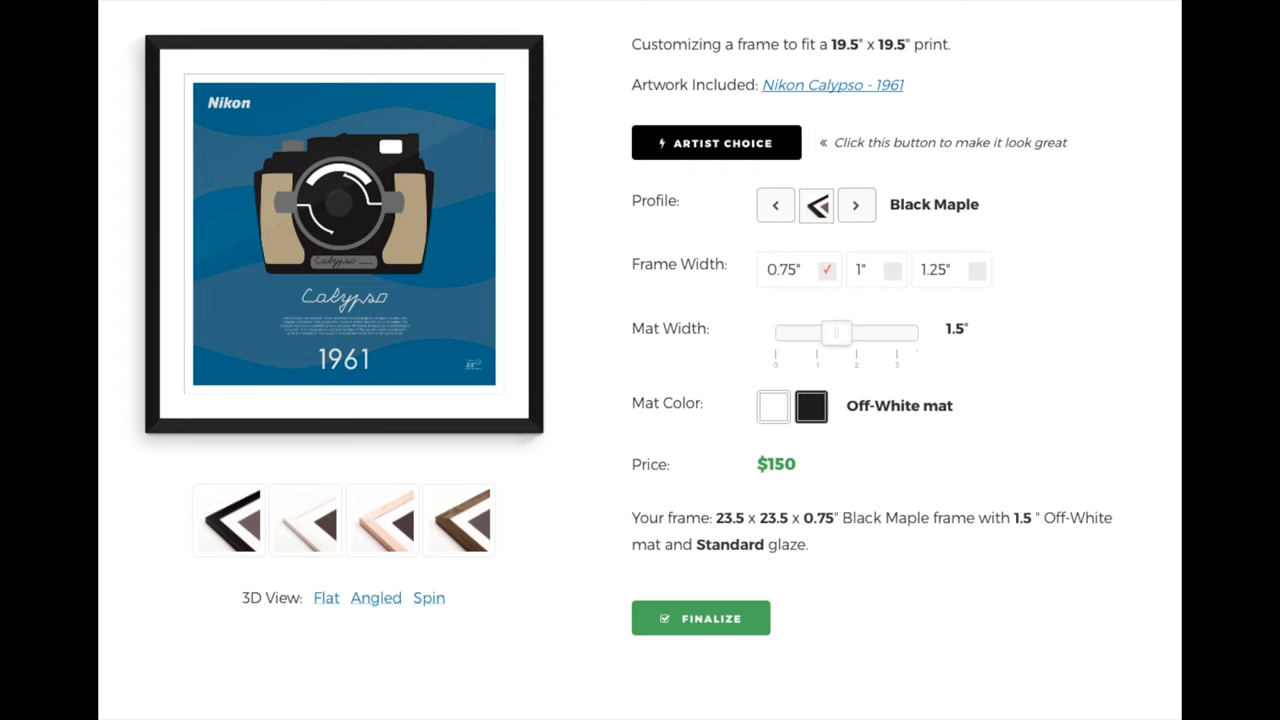 Nikon
Calypso
Calypso
1961
Customizing a frame to fit a 19.5" x 19.5" print.
Artwork Included: Nikon Calypso - 1961
ARTIST CHOICE
« Click this button to make it look great
Profile:
< >
Black Maple
Frame Width:
0.75" ✓ 1" 1.25"
Mat Width:
1.5"
0 1 2 3
Mat Color:
Off-White mat
Price:
$150
Your frame: 23.5 x 23.5 x 0.75" Black Maple frame with 1.5 " Off-White
mat and Standard glaze.
3D View: Flat Angled Spin
FINALIZE